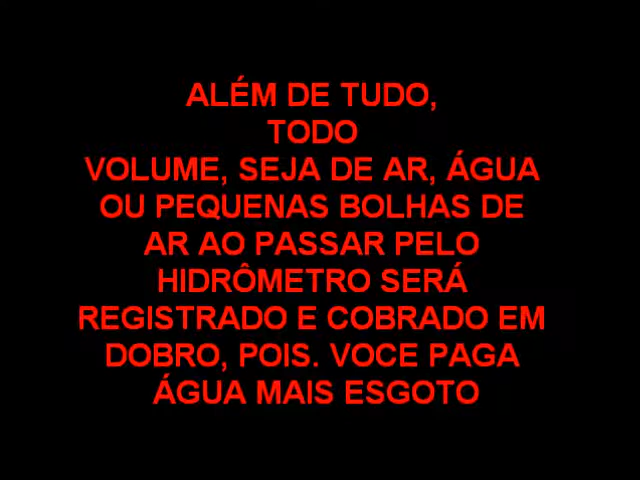 ALÉM DE TUDO,
TODO
VOLUME, SEJA DE AR, ÁGUA
OU PEQUENAS BOLHAS DE
AR AO PASSAR PELO
HIDRÔMETRO SERÁ
REGISTRADO E COBRADO EM
DOBRO, POIS. VOCE PAGA
ÁGUA MAIS ESGOTO